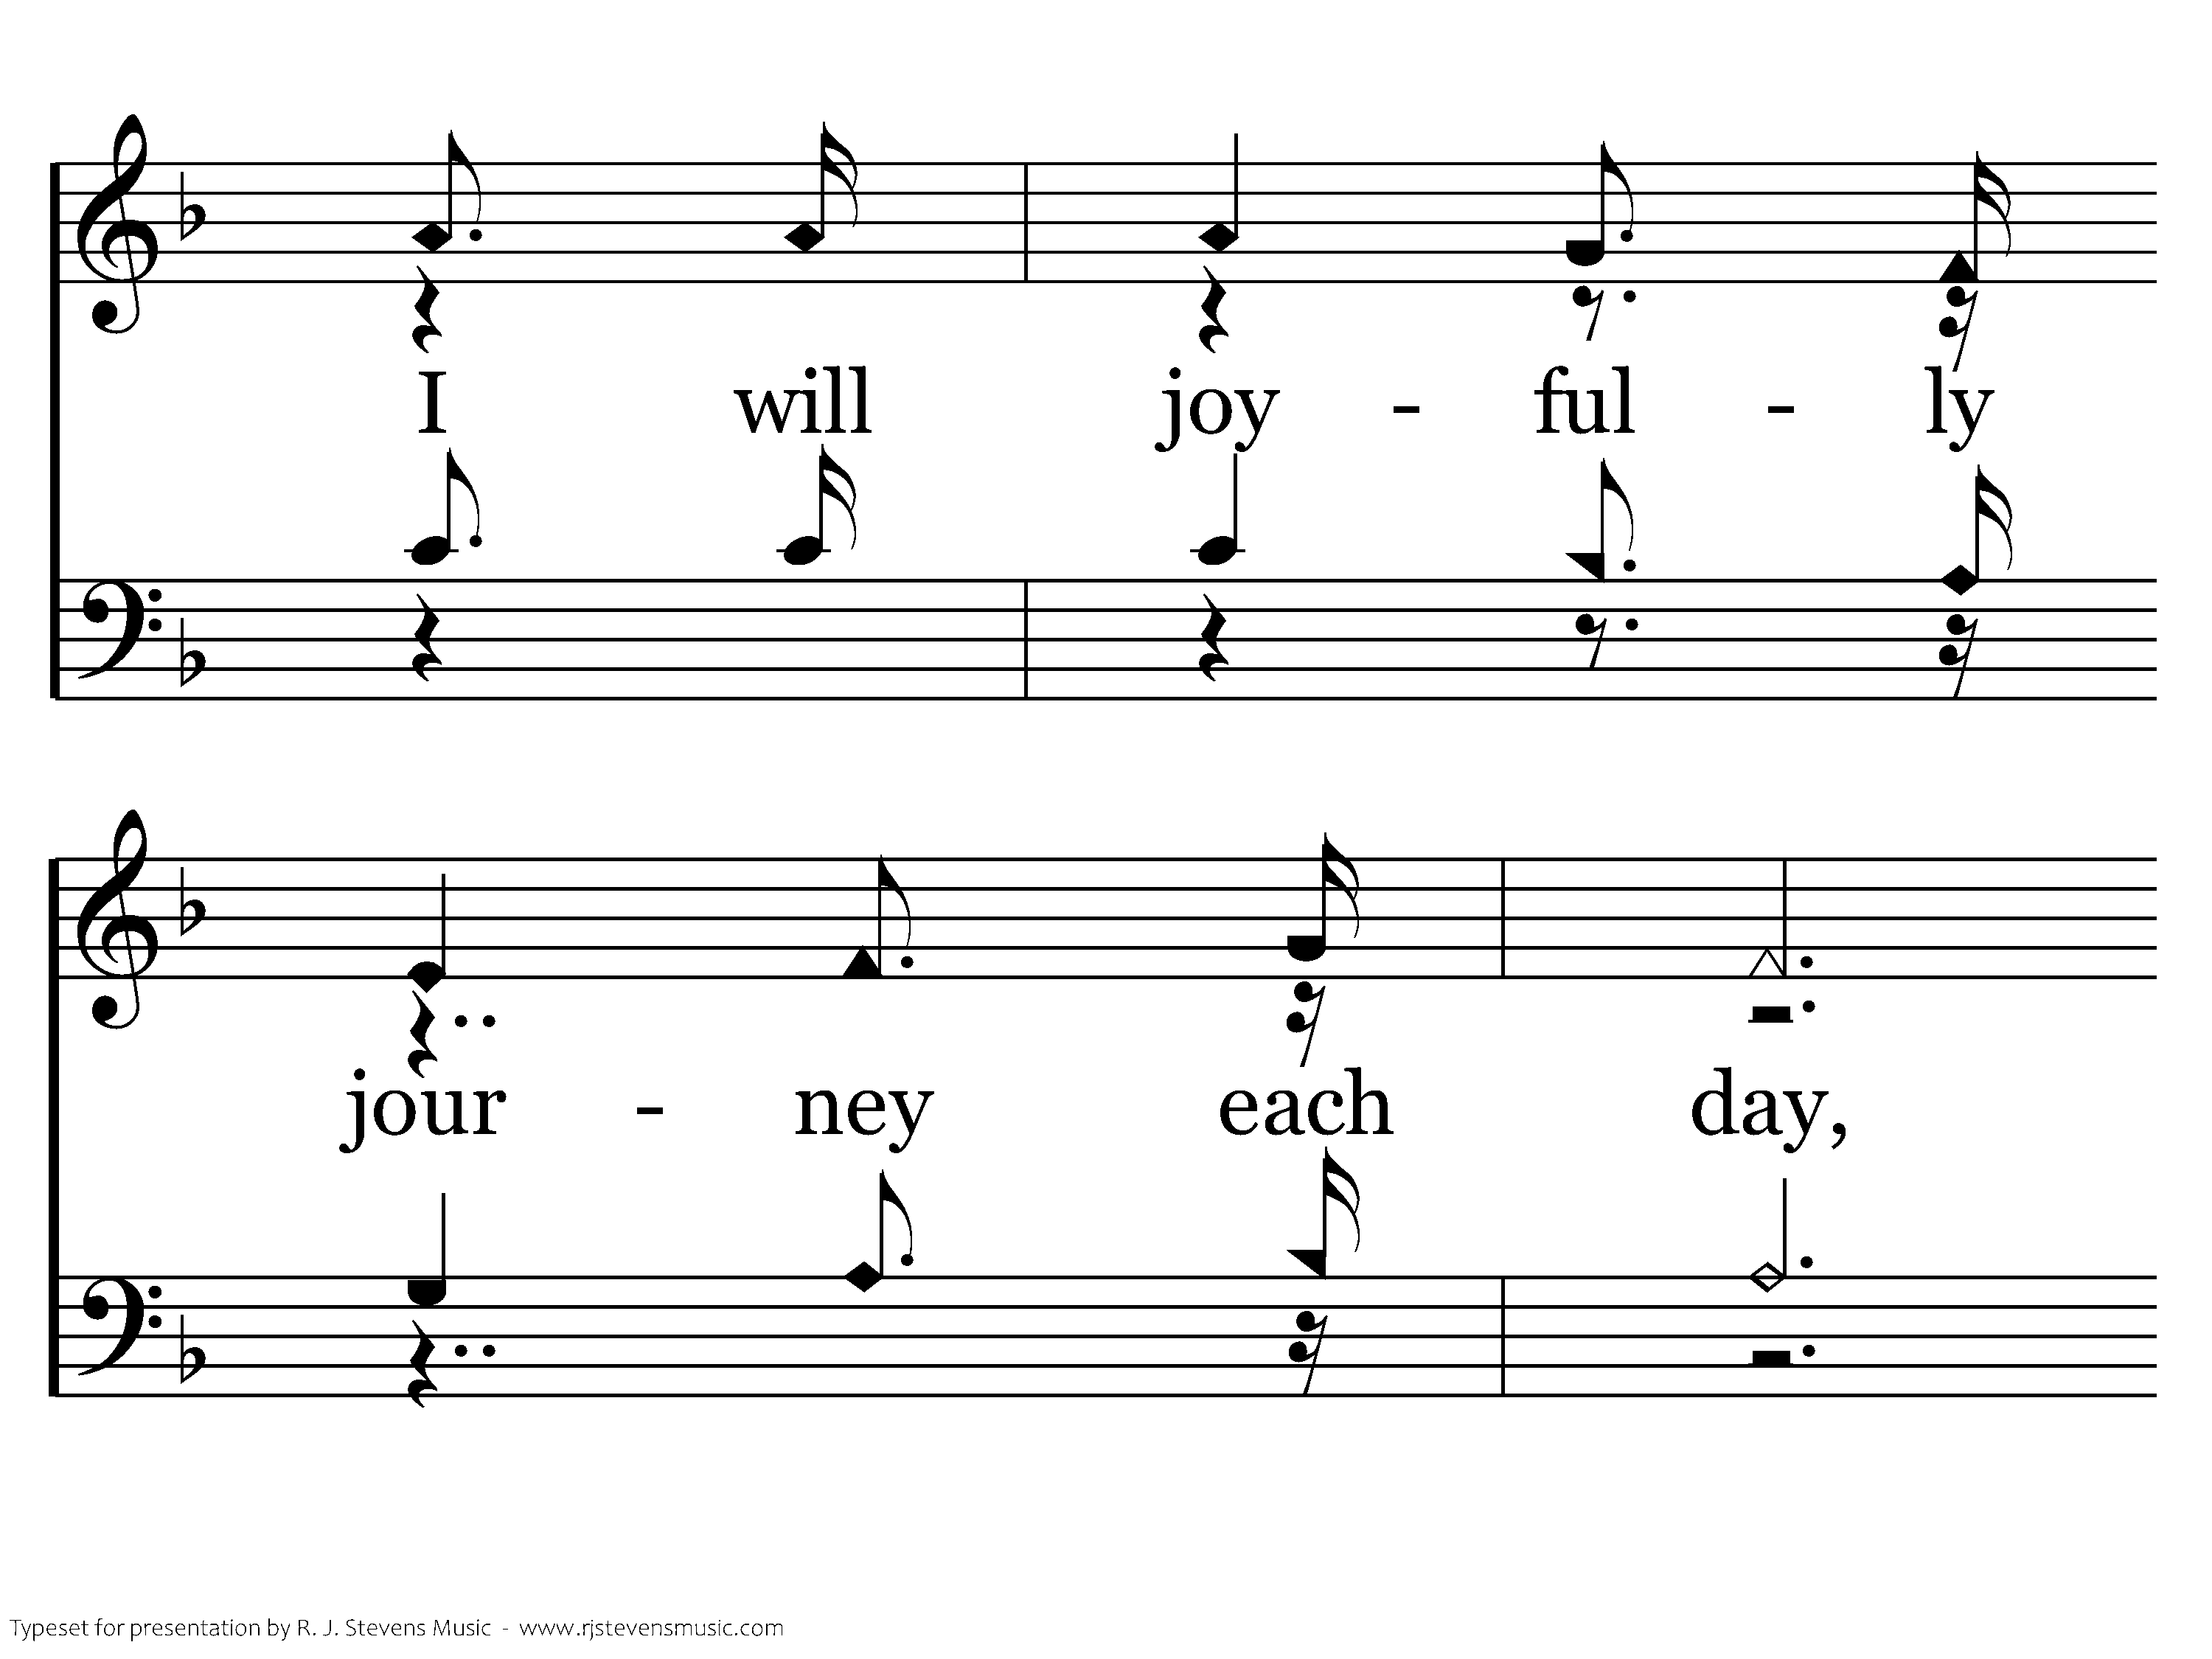 I will joy - ful - ly
jour - ney each day,
Typeset for presentation by R. J. Stevens Music - www.rjstevensmusic.com